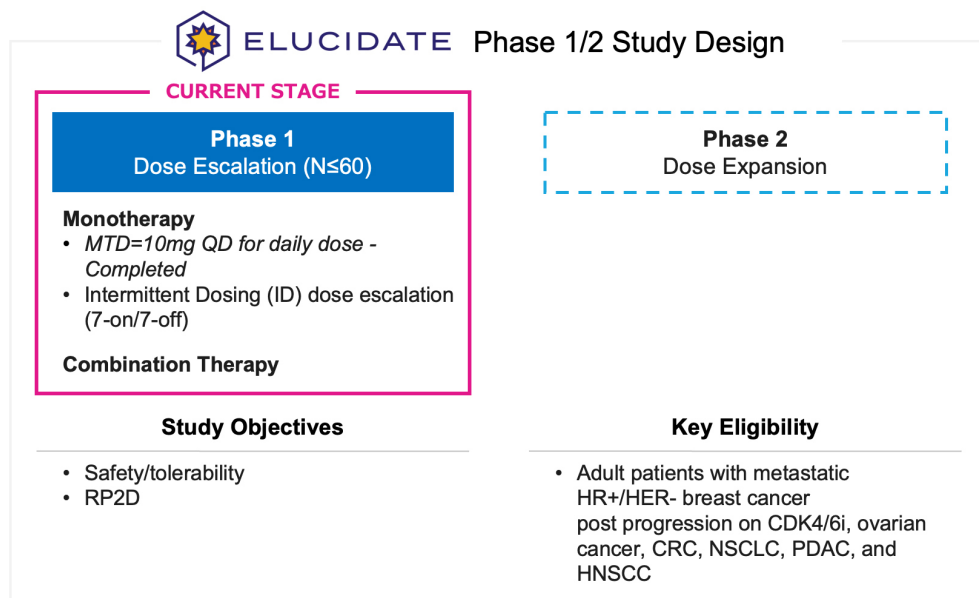 ELUCIDATE Phase 1/2 Study Design
CURRENT STAGE
Phase 1
Dose Escalation (N≤60)
Monotherapy
• MTD=10mg QD for daily dose -
Completed
• Intermittent Dosing (ID) dose escalation
(7-on/7-off)
Combination Therapy
Phase 2
Dose Expansion
Study Objectives
• Safety/tolerability
• RP2D
Key Eligibility
• Adult patients with metastatic
HR+/HER- breast cancer
post progression on CDK4/6i, ovarian
cancer, CRC, NSCLC, PDAC, and
HNSCC